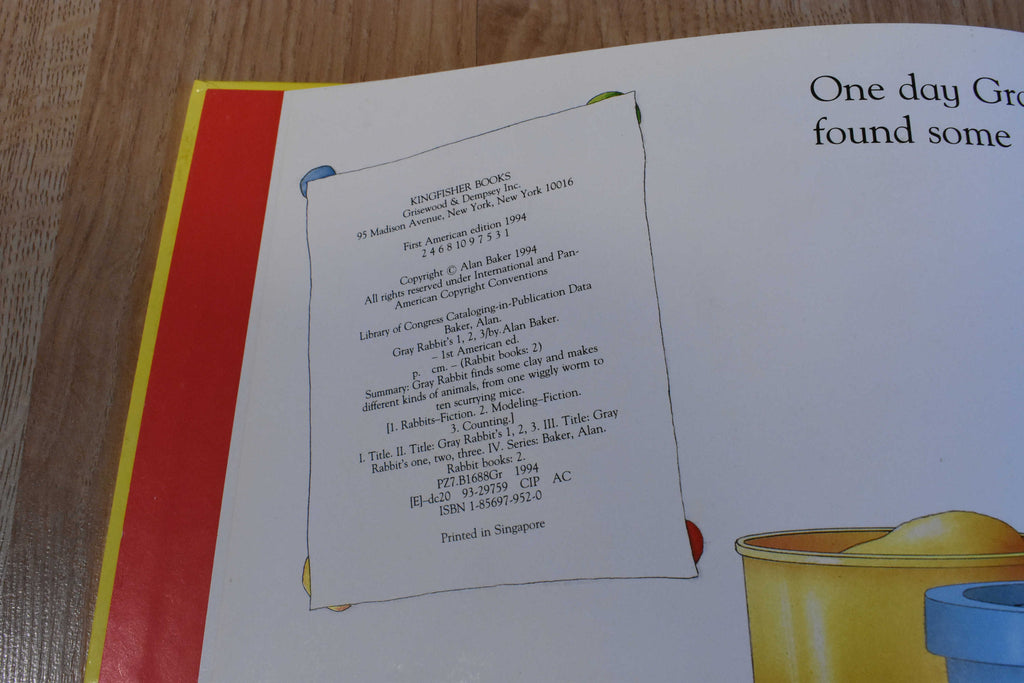 KINGFISHER BOOKS
Grisewood & Dempsey Inc.
95 Madison Avenue, New York, New York 10016
First American edition 1994
2 4 6 8 10 9 7 5 3 1
Copyright © Alan Baker 1994
All rights reserved under International and Pan-
American Copyright Conventions
Library of Congress Cataloging-in-Publication Data
Baker, Alan.
Gray Rabbit's 1, 2, 3/by Alan Baker.
– 1st American ed.
p. cm. – (Rabbit books: 2)
Summary: Gray Rabbit finds some clay and makes
different kinds of animals, from one wiggly worm to
ten scurrying mice.
[1. Rabbits–Fiction. 2. Modeling–Fiction.
3. Counting.]
I. Title. II. Title: Gray Rabbit's 1, 2, 3. III. Title: Gray
Rabbit's one, two, three. IV. Series: Baker, Alan.
Rabbit books: 2.
PZ7.B1688Gr 1994
[E]–dc20 93-29759 CIP AC
ISBN 1-85697-952-0
Printed in Singapore
One day Gra
found some